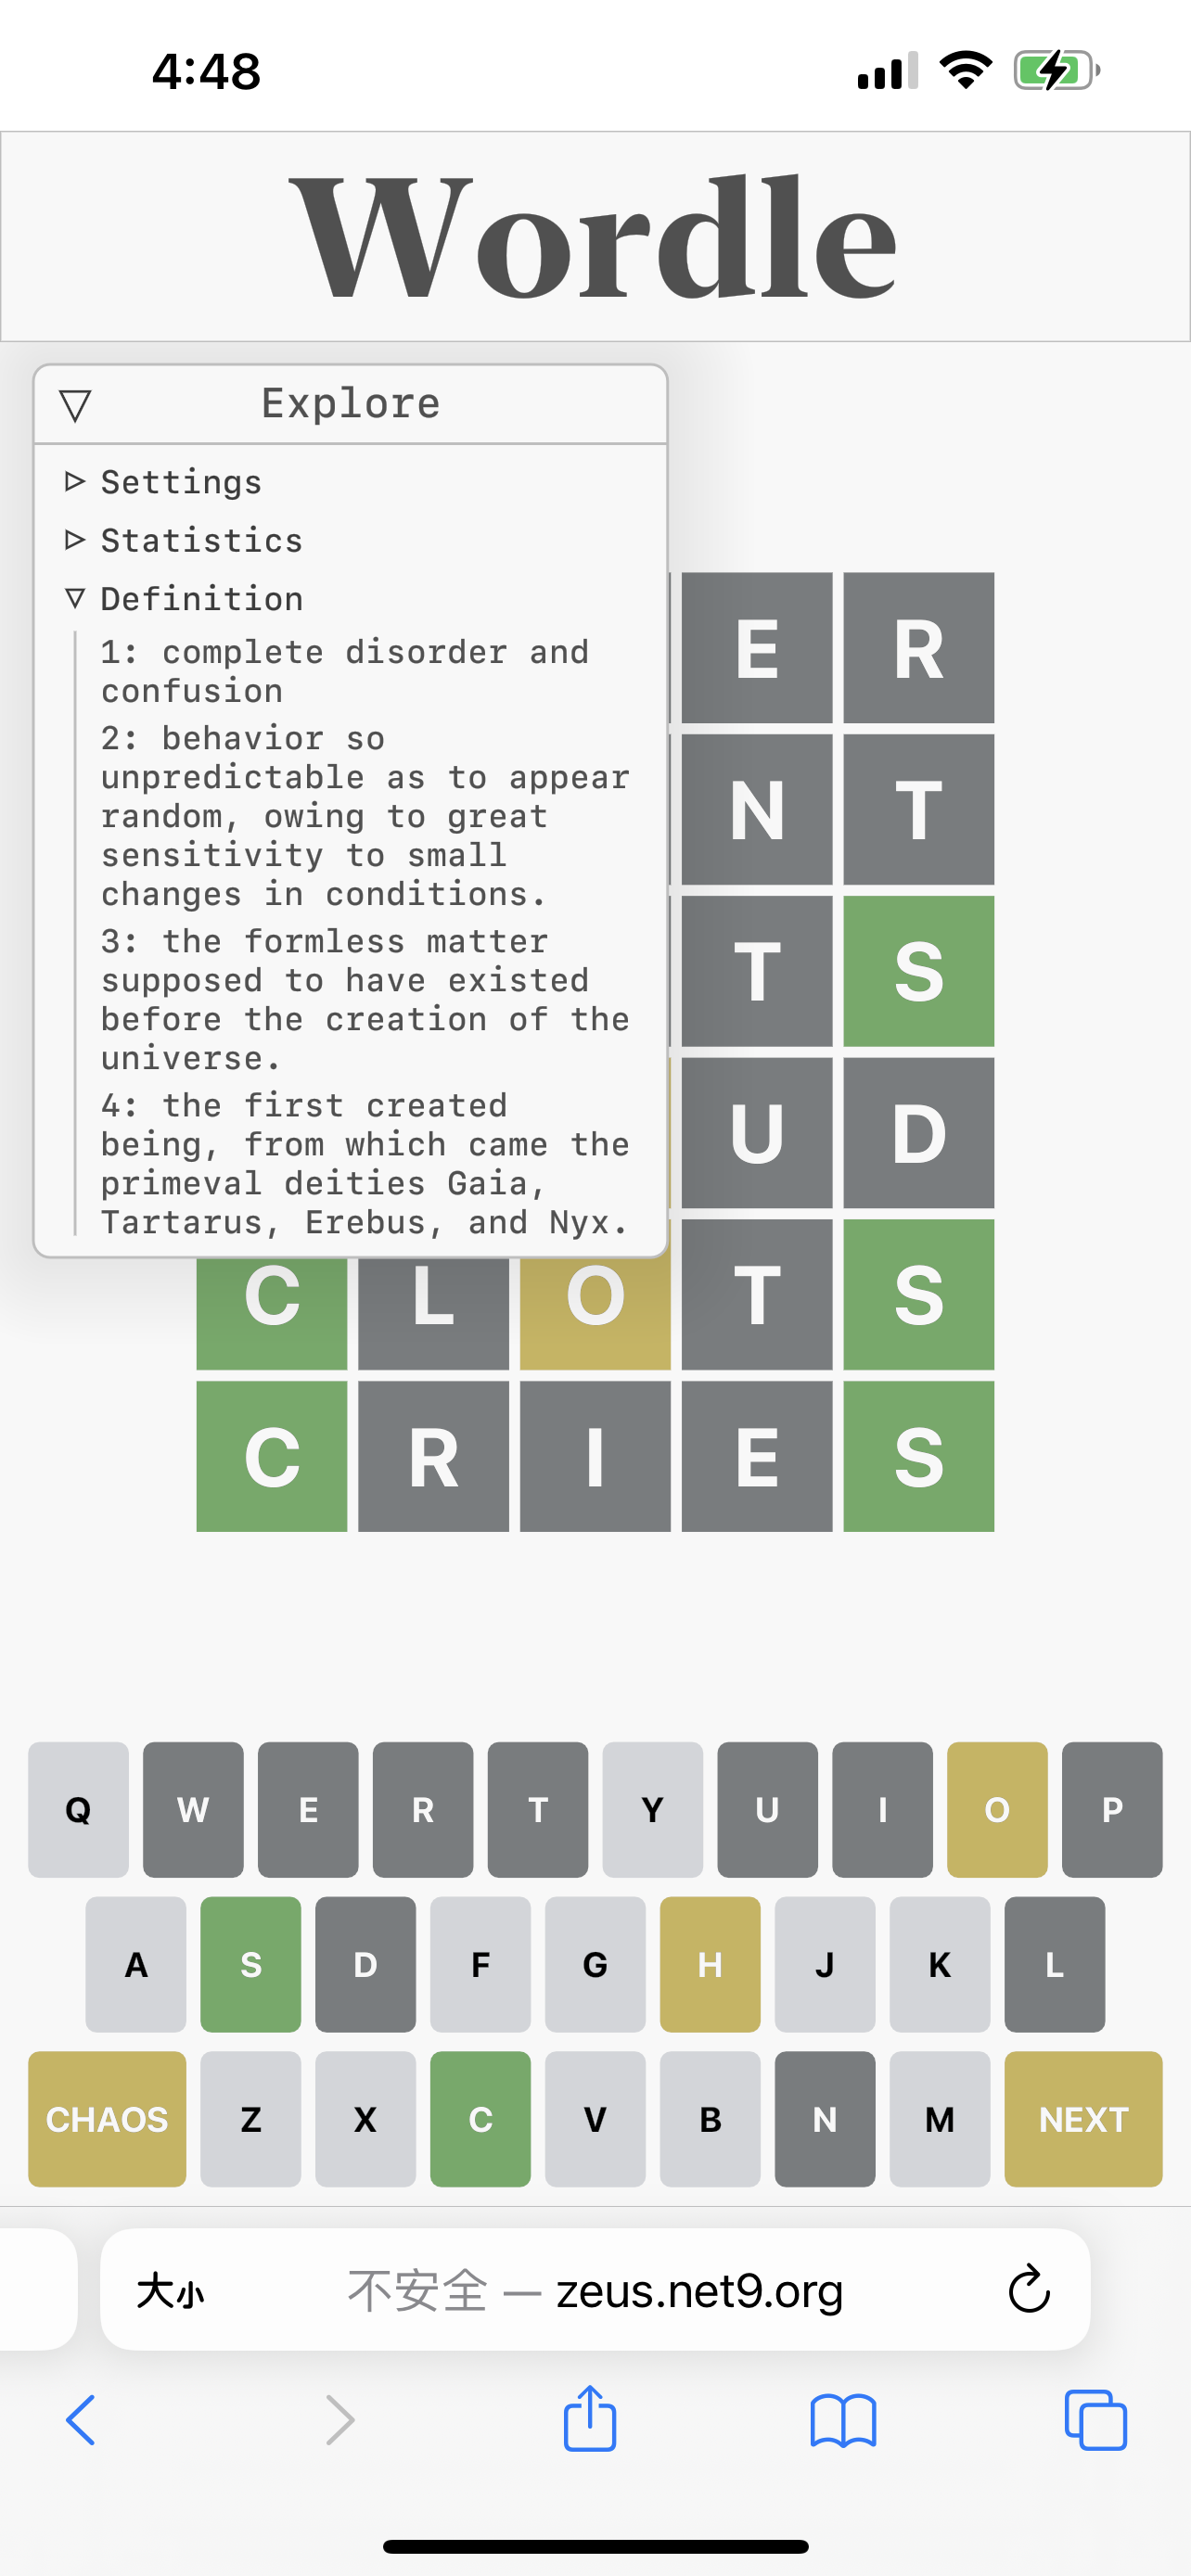 4:48
Wordle
Explore
Settings
Statistics
Definition
1: complete disorder and
confusion
2: behavior so
unpredictable as to appear
random, owing to great
sensitivity to small
changes in conditions.
3: the formless matter
supposed to have existed
before the creation of the
universe.
4: the first created
being, from which came the
primeval deities Gaia,
Tartarus, Erebus, and Nyx.
E R
N T
T S
U D
C L O T S
C R I E S
Q W E R T Y U I O P
A S D F G H J K L
CHAOS Z X C V B N M NEXT
大小 不安全 — zeus.net9.org